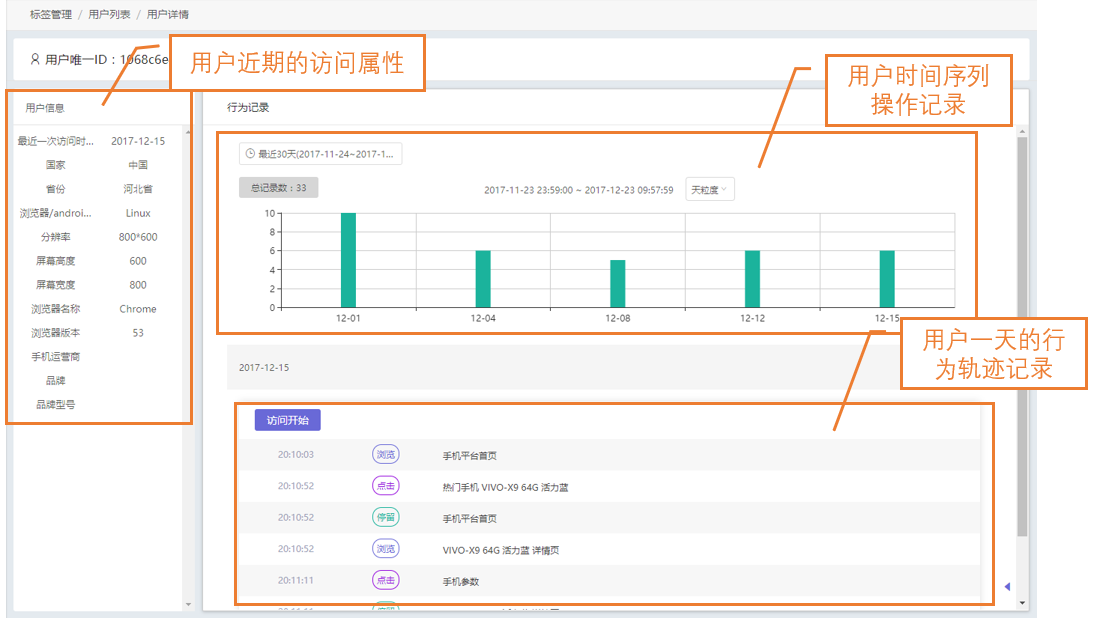 标签管理 / 用户列表 / 用户详情
用户唯一ID：1068c6e
用户近期的访问属性
用户时间序列
操作记录
用户信息
最近一次访问时... 2017-12-15
国家 中国
省份 河北省
浏览器/androi... Linux
分辨率 800*600
屏幕高度 600
屏幕宽度 800
浏览器名称 Chrome
浏览器版本 53
手机运营商
品牌
品牌型号
行为记录
最近30天(2017-11-24~2017-1...
总记录数：33
2017-11-23 23:59:00 ~ 2017-12-23 09:57:59 天粒度
10
8
6
4
2
0
12-01 12-04 12-08 12-12 12-15
用户一天的行
为轨迹记录
2017-12-15
访问开始
20:10:03 浏览 手机平台首页
20:10:52 点击 热门手机 VIVO-X9 64G 活力蓝
20:10:52 停留 手机平台首页
20:10:52 浏览 VIVO-X9 64G 活力蓝 详情页
20:11:11 点击 手机参数